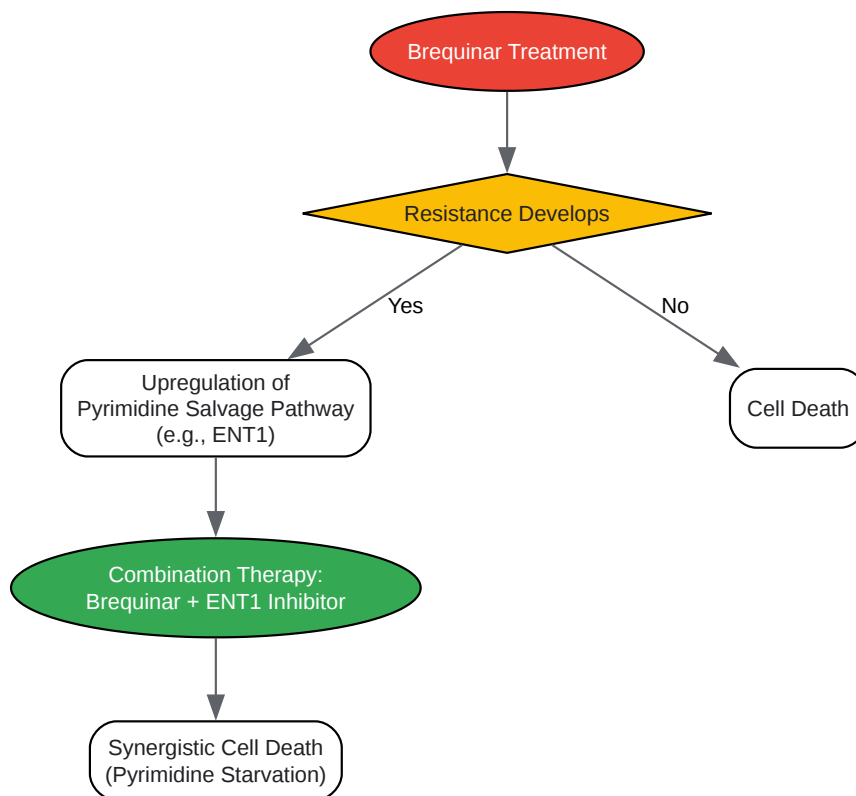 Brequinar Treatment
Resistance Develops
Yes
No
Upregulation of
Pyrimidine Salvage Pathway
(e.g., ENT1)
Cell Death
Combination Therapy:
Brequinar + ENT1 Inhibitor
Synergistic Cell Death
(Pyrimidine Starvation)